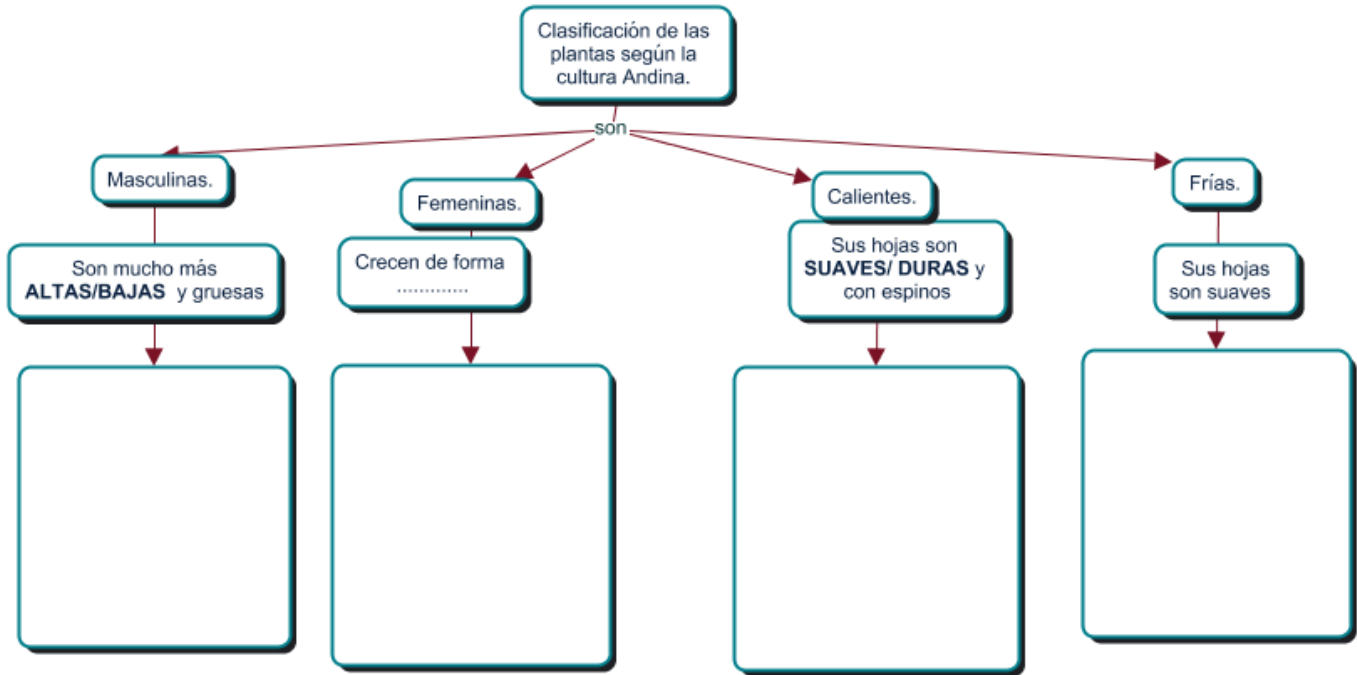 Clasificación de las
plantas según la
cultura Andina.
son
Masculinas.
Femeninas.
Calientes.
Frías.
Son mucho más
ALTAS/BAJAS y gruesas
Crecen de forma
.............
Sus hojas son
SUAVES/ DURAS y
con espinos
Sus hojas
son suaves